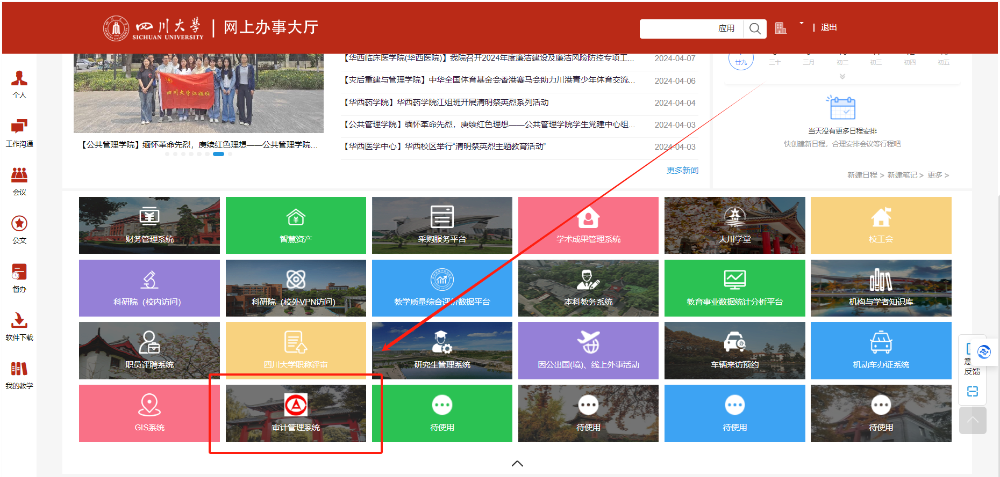 四川大学
SICHUAN UNIVERSITY
网上办事大厅
应用
退出
个人
工作沟通
会议
公文
督办
软件下载
我的教学
四川大学江姐班
【公共管理学院】缅怀革命先烈，赓续红色理想——公共管理学院…
【华西临床医学院(华西医院)】我院召开2024年度廉洁建设及廉洁风险防控专项工... 2024-04-07
【灾后重建与管理学院】中华全国体育基金会香港赛马会助力川港青少年体育交流... 2024-04-06
【华西药学院】华西药学院江姐班开展清明祭英烈系列活动 2024-04-04
【公共管理学院】缅怀革命先烈，赓续红色理想——公共管理学院学生党建中心组... 2024-04-03
【华西医学中心】华西校区举行“清明祭英烈主题教育活动” 2024-04-03
更多新闻
廿九 三十 三月 初二 初三 初四 初五
当天没有更多日程安排
快创建新日程，合理安排会议等行程吧
新建日程 > 新建笔记 > 更多 >
财务管理系统
智慧资产
采购服务平台
学术成果管理系统
大川学堂
校工会
科研院（校内访问）
科研院（校外VPN访问）
教学质量综合评价数据平台
本科教务系统
教育事业数据统计分析平台
机构与学者知识库
职员评聘系统
四川大学职称评审
研究生管理系统
因公出国(境)、线上外事活动
车辆来访预约
机动车办证系统
GIS系统
审计管理系统
待使用
待使用
待使用
待使用
反馈